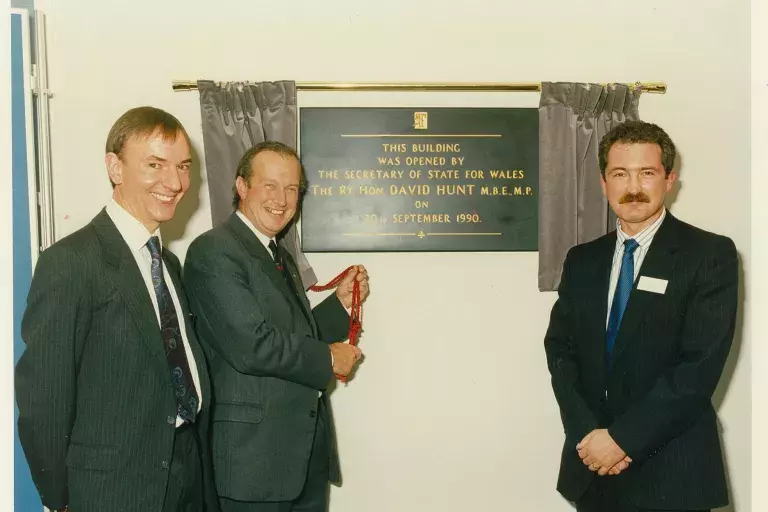 THIS BUILDING
WAS OPENED BY
THE SECRETARY OF STATE FOR WALES
THE RT HON DAVID HUNT M.B.E., M.P.
ON
20TH SEPTEMBER 1990.